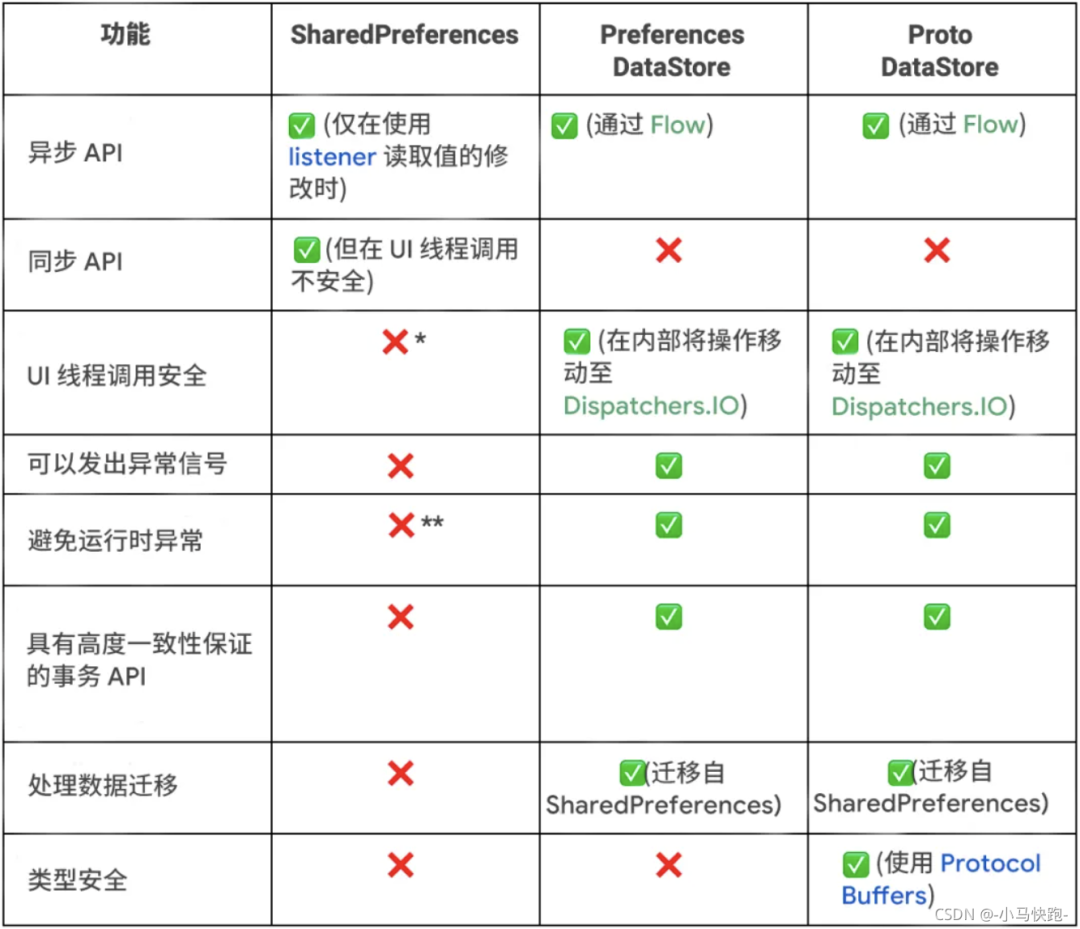 功能
SharedPreferences
Preferences
DataStore
Proto
DataStore
异步 API
✅ (仅在使用
listener 读取值的修
改时)
✅ (通过 Flow)
✅ (通过 Flow)
同步 API
✅ (但在 UI 线程调用
不安全)
❌
❌
UI 线程调用安全
❌ *
✅ (在内部将操作移
动至
Dispatchers.IO)
✅ (在内部将操作移
动至
Dispatchers.IO)
可以发出异常信号
❌
✅
✅
避免运行时异常
❌ **
✅
✅
具有高度一致性保证
的事务 API
❌
✅
✅
处理数据迁移
❌
✅(迁移自
SharedPreferences)
✅(迁移自
SharedPreferences)
类型安全
❌
❌
✅ (使用 Protocol
Buffers)
CSDN @-小马快跑-